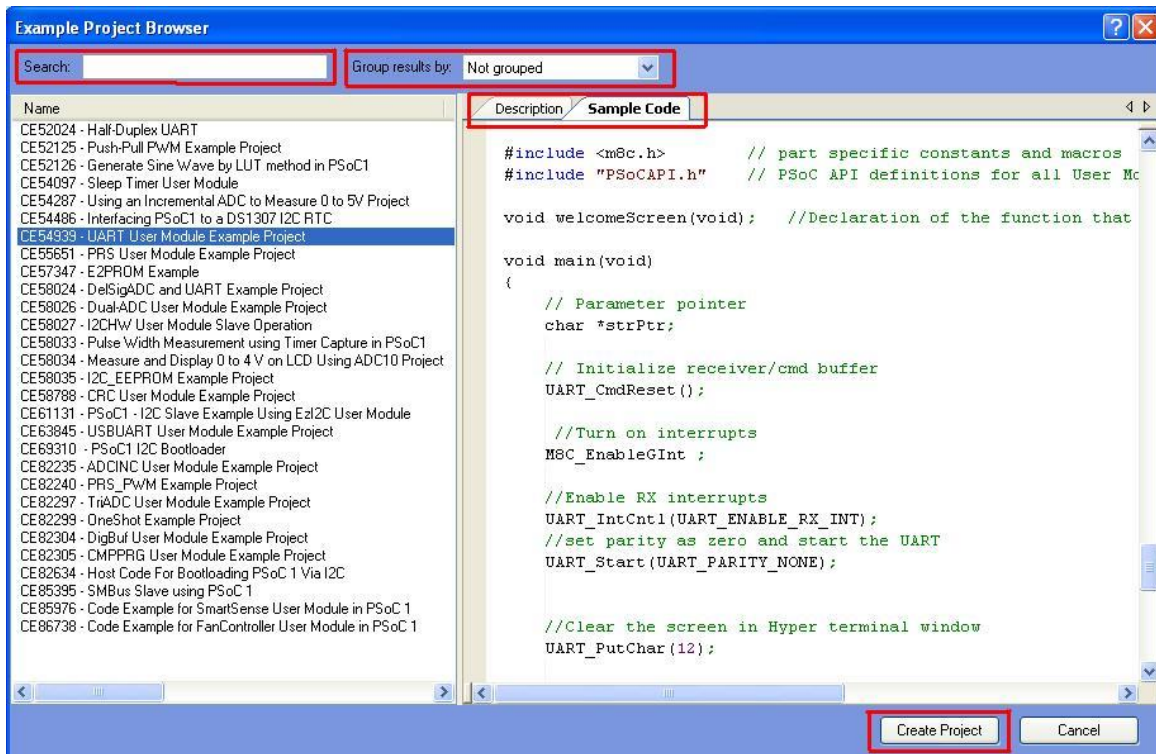 Example Project Browser
Search:
Group results by: Not grouped
Name
CE52024 - Half-Duplex UART
CE52125 - Push-Pull PWM Example Project
CE52126 - Generate Sine Wave by LUT method in PSoC1
CE54097 - Sleep Timer User Module
CE54287 - Using an Incremental ADC to Measure 0 to 5V Project
CE54486 - Interfacing PSoC1 to a DS1307 I2C RTC
CE54939 - UART User Module Example Project
CE55651 - PRS User Module Example Project
CE57347 - E2PROM Example
CE58024 - DelSigADC and UART Example Project
CE58026 - Dual-ADC User Module Example Project
CE58027 - I2CHW User Module Slave Operation
CE58033 - Pulse Width Measurement using Timer Capture in PSoC1
CE58034 - Measure and Display 0 to 4 V on LCD Using ADC10 Project
CE58035 - I2C_EEPROM Example Project
CE58788 - CRC User Module Example Project
CE61131 - PSoC1 - I2C Slave Example Using EzI2C User Module
CE63845 - USBUART User Module Example Project
CE69310 - PSoC1 I2C Bootloader
CE82235 - ADCINC User Module Example Project
CE82240 - PRS_PWM Example Project
CE82297 - TriADC User Module Example Project
CE82299 - OneShot Example Project
CE82304 - DigBuf User Module Example Project
CE82305 - CMPPRG User Module Example Project
CE82634 - Host Code For Bootloading PSoC 1 Via I2C
CE85395 - SMBus Slave using PSoC 1
CE85976 - Code Example for SmartSense User Module in PSoC 1
CE86738 - Code Example for FanController User Module in PSoC 1
Description Sample Code
#include <m8c.h> // part specific constants and macros
#include "PSoCAPI.h" // PSoC API definitions for all User Mo
void welcomeScreen(void); //Declaration of the function that
void main(void)
{
// Parameter pointer
char *strPtr;
// Initialize receiver/cmd buffer
UART_CmdReset();
//Turn on interrupts
M8C_EnableGInt ;
//Enable RX interrupts
UART_IntCntl(UART_ENABLE_RX_INT);
//set parity as zero and start the UART
UART_Start(UART_PARITY_NONE);
//Clear the screen in Hyper terminal window
UART_PutChar(12);
Create Project Cancel